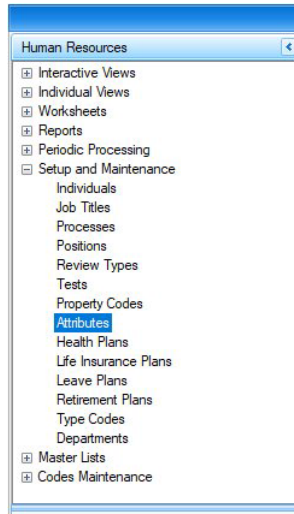 Human Resources
Interactive Views
Individual Views
Worksheets
Reports
Periodic Processing
Setup and Maintenance
Individuals
Job Titles
Processes
Positions
Review Types
Tests
Property Codes
Attributes
Health Plans
Life Insurance Plans
Leave Plans
Retirement Plans
Type Codes
Departments
Master Lists
Codes Maintenance